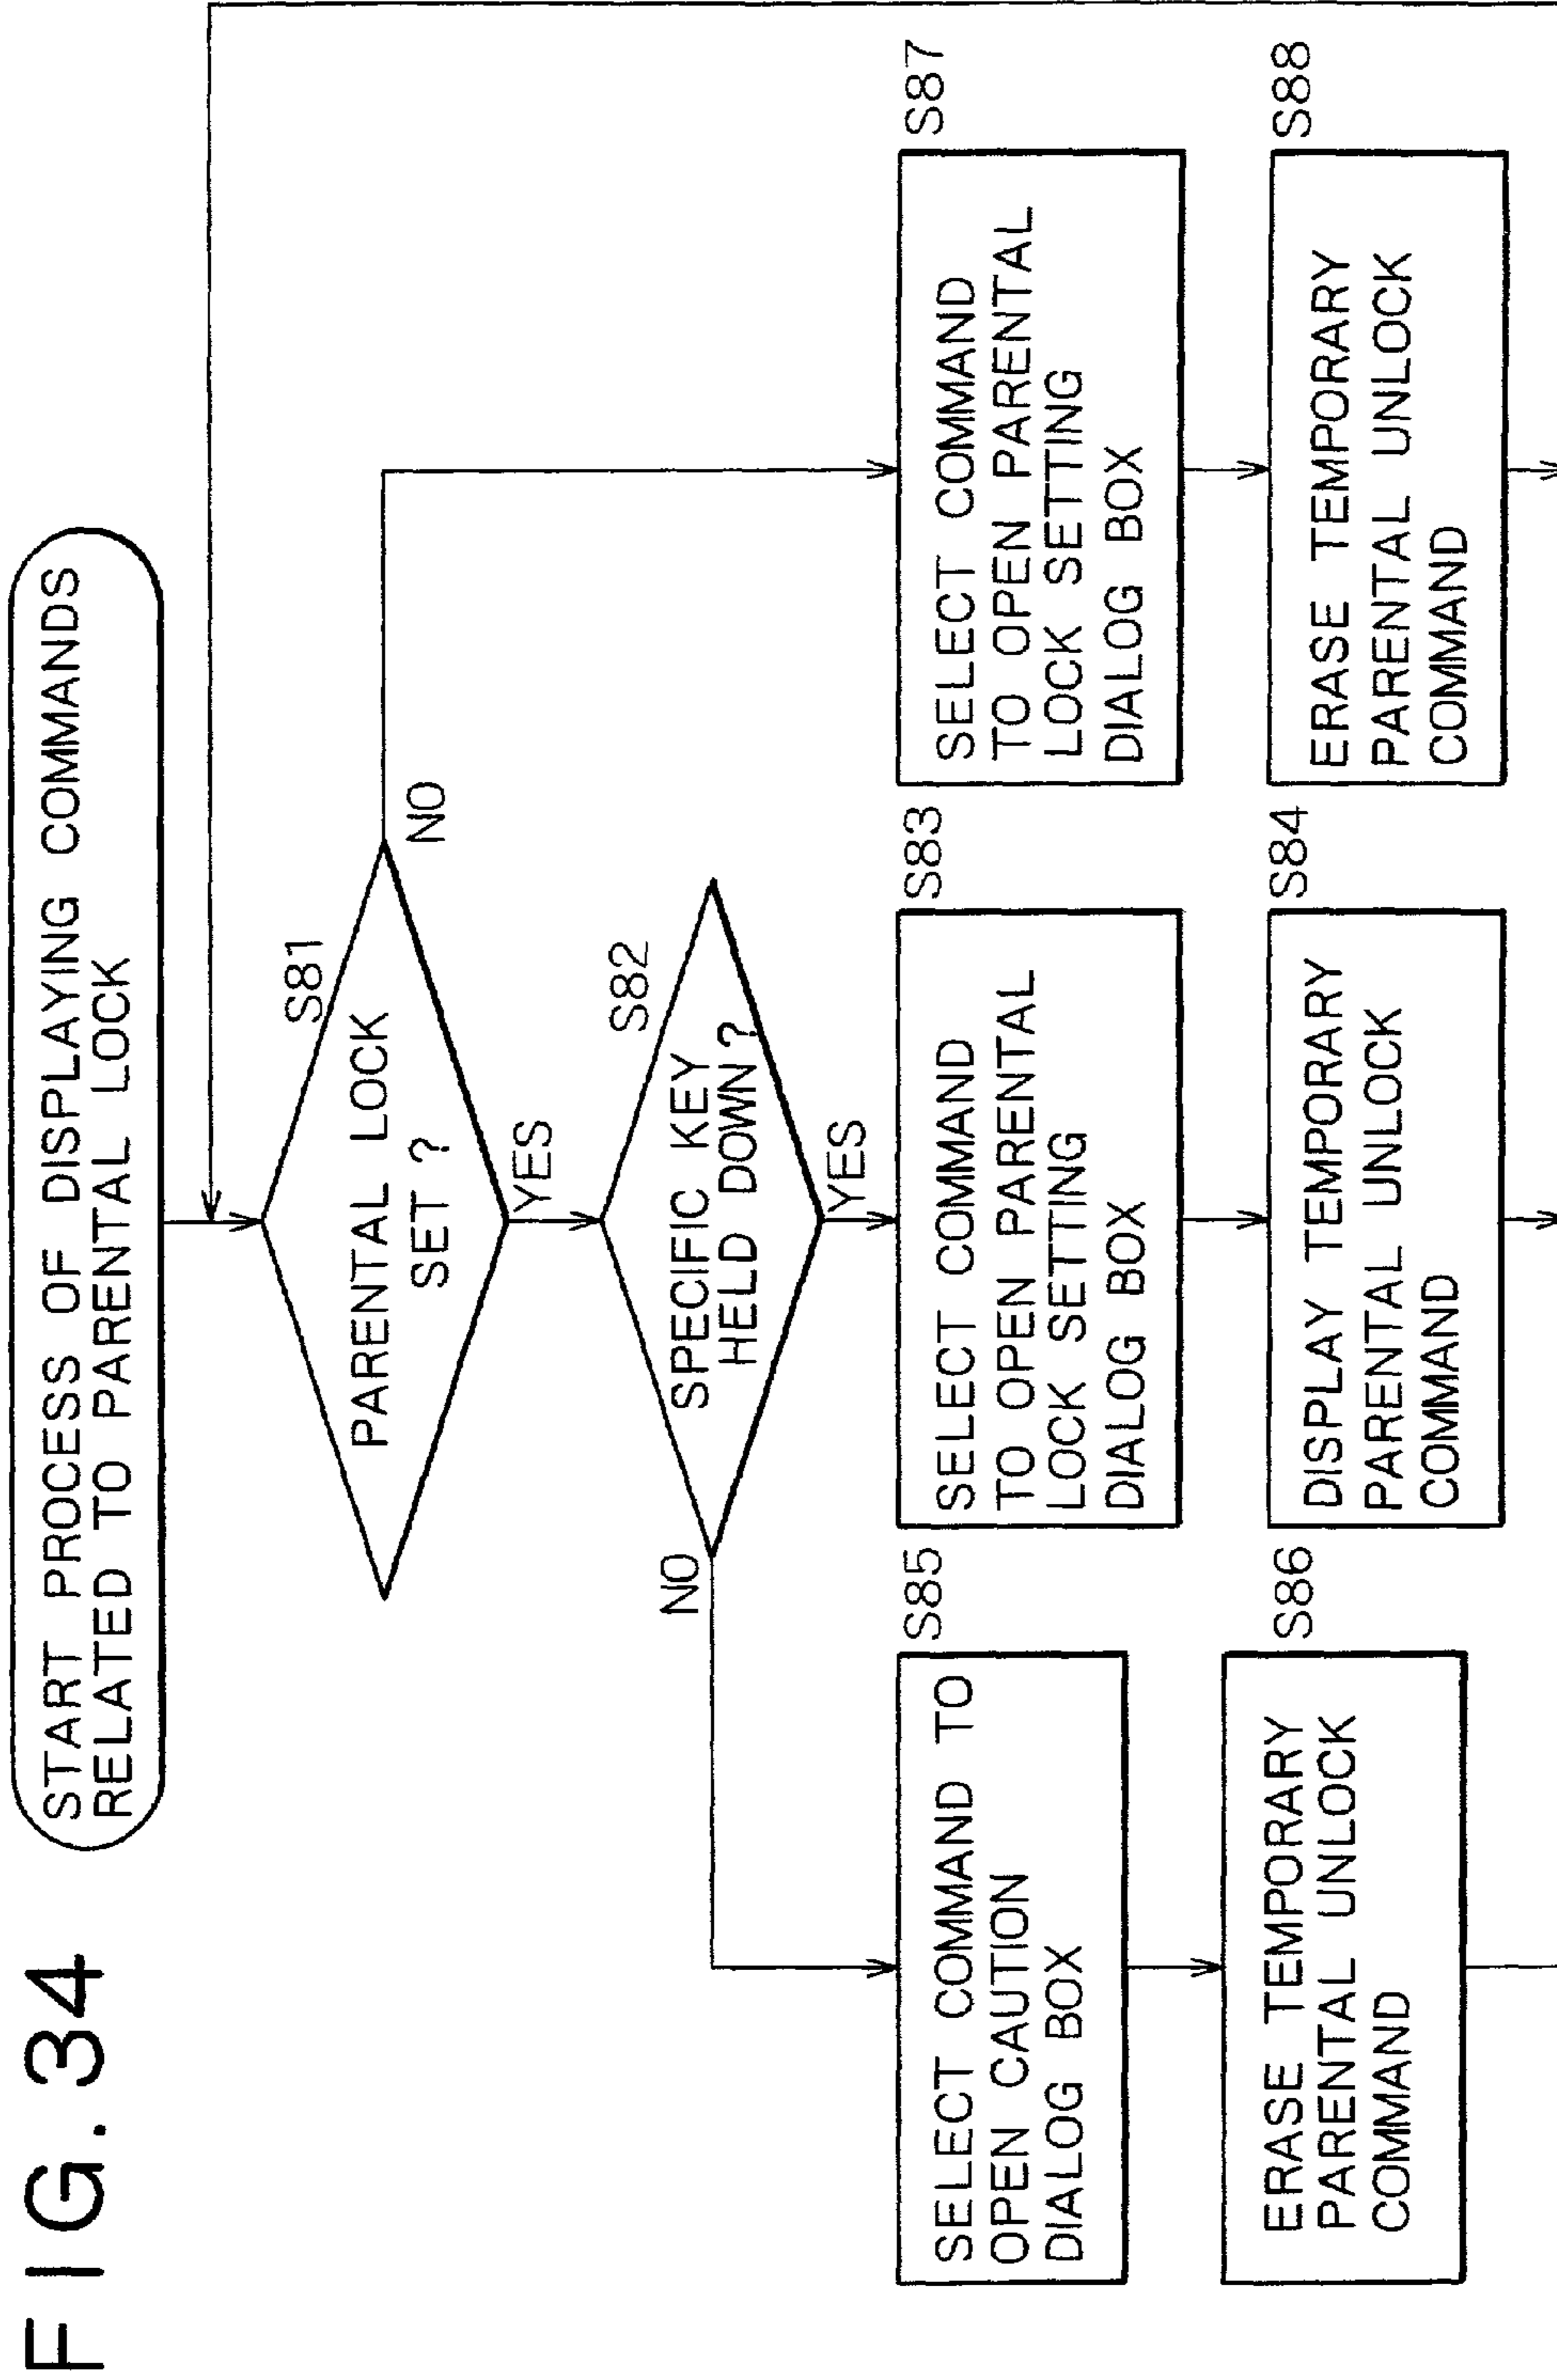 FIG. 34
START PROCESS OF DISPLAYING COMMANDS
RELATED TO PARENTAL LOCK
S81
PARENTAL LOCK
SET ?
NO
YES
S82
SPECIFIC KEY
HELD DOWN ?
NO
YES
S85
SELECT COMMAND TO
OPEN CAUTION
DIALOG BOX
S83
SELECT COMMAND
TO OPEN PARENTAL
LOCK SETTING
DIALOG BOX
S87
SELECT COMMAND
TO OPEN PARENTAL
LOCK SETTING
DIALOG BOX
S86
ERASE TEMPORARY
PARENTAL UNLOCK
COMMAND
S84
DISPLAY TEMPORARY
PARENTAL UNLOCK
COMMAND
S88
ERASE TEMPORARY
PARENTAL UNLOCK
COMMAND